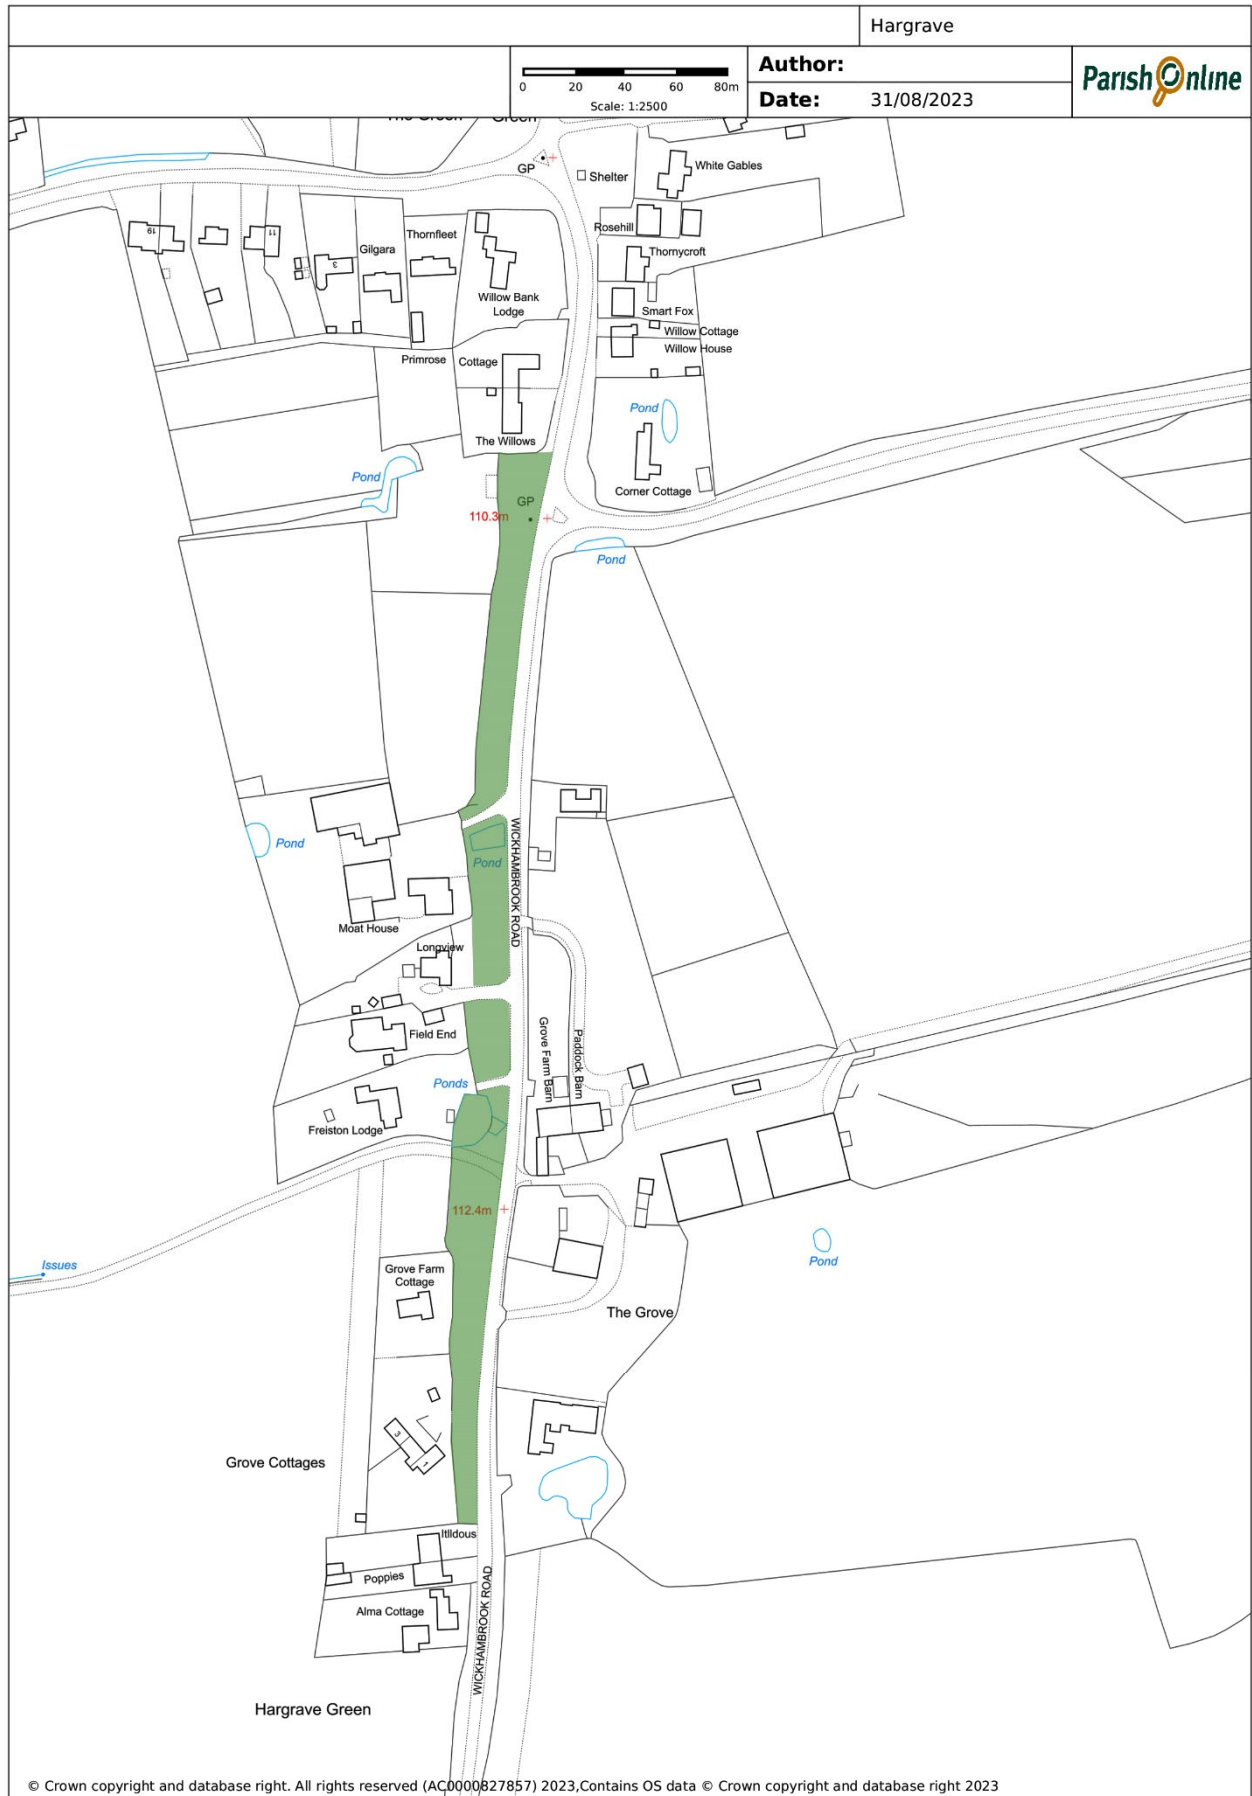 Hargrave
0 20 40 60 80m
Scale: 1:2500
Author:
Date: 31/08/2023
Parish Online
The Green
Green
GP
Shelter
White Gables
Rosehill
Thornycroft
19
11
3
Gilgara
Thornfleet
Willow Bank
Lodge
Smart Fox
Willow Cottage
Willow House
Primrose Cottage
Pond
The Willows
Corner Cottage
Pond
GP
110.3m
Pond
WICKHAMBROOK ROAD
Pond
Pond
Moat House
Longview
Field End
Grove Farm Barn
Paddock Barn
Ponds
Freiston Lodge
112.4m
Issues
Pond
Grove Farm
Cottage
The Grove
3
1
Grove Cottages
Itlldous
Poppies
Alma Cottage
WICKHAMBROOK ROAD
Hargrave Green
© Crown copyright and database right. All rights reserved (AC0000827857) 2023,Contains OS data © Crown copyright and database right 2023